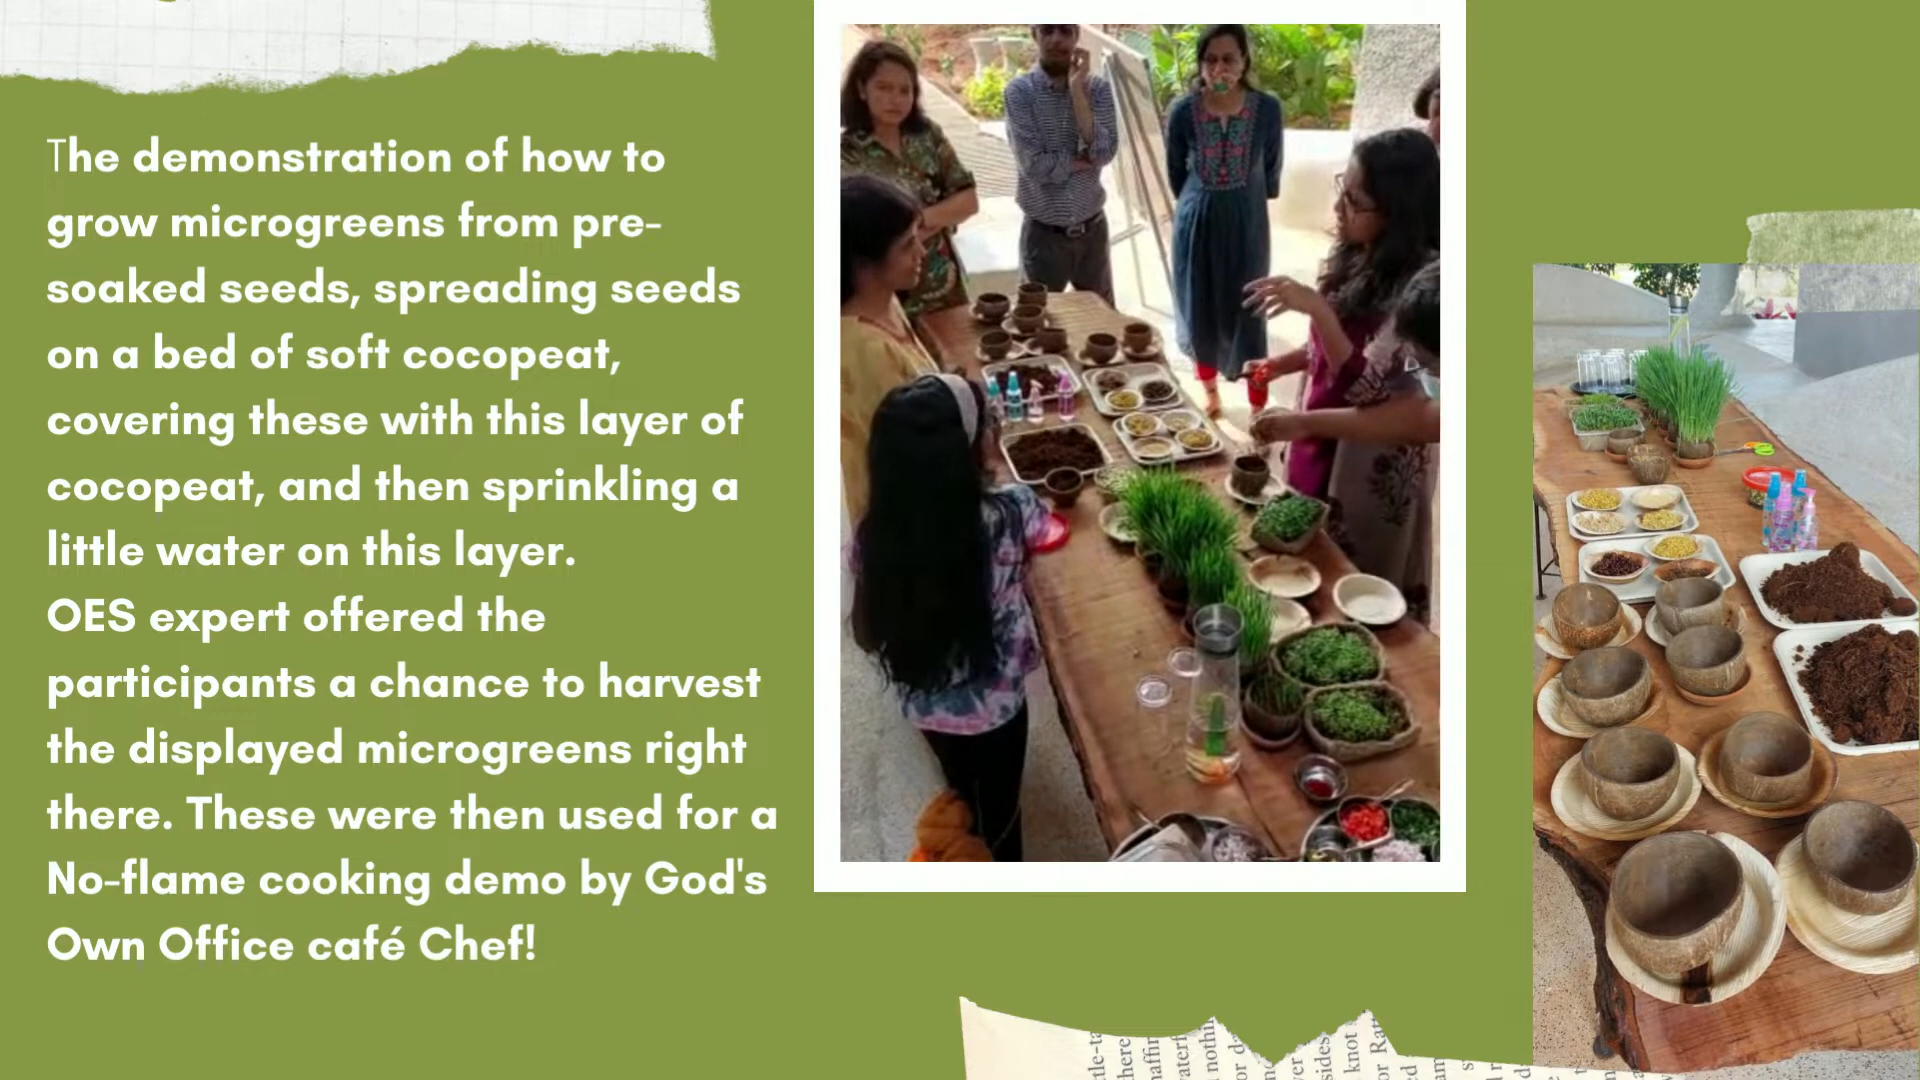 The demonstration of how to
grow microgreens from pre-
soaked seeds, spreading seeds
on a bed of soft cocopeat,
covering these with this layer of
cocopeat, and then sprinkling a
little water on this layer.
OES expert offered the
participants a chance to harvest
the displayed microgreens right
there. These were then used for a
No-flame cooking demo by God's
Own Office café Chef!